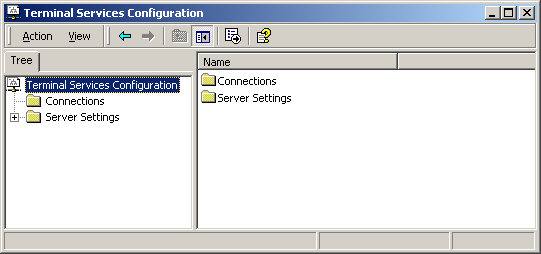 Terminal Services Configuration
Action View
Tree
Name
Terminal Services Configuration
Connections
Server Settings
Connections
Server Settings